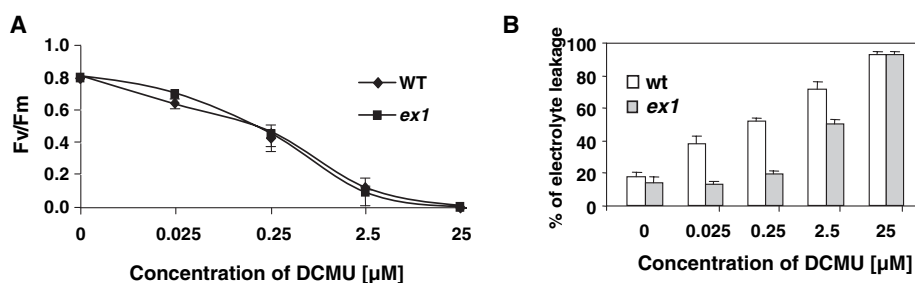 A
Fv/Fm
1.0
0.8
0.6
0.4
0.2
0.0
WT
ex1
0 0.025 0.25 2.5 25
Concentration of DCMU [µM]
B
% of electrolyte leakage
100
80
60
40
20
0
wt
ex1
0 0.025 0.25 2.5 25
Concentration of DCMU [µM]